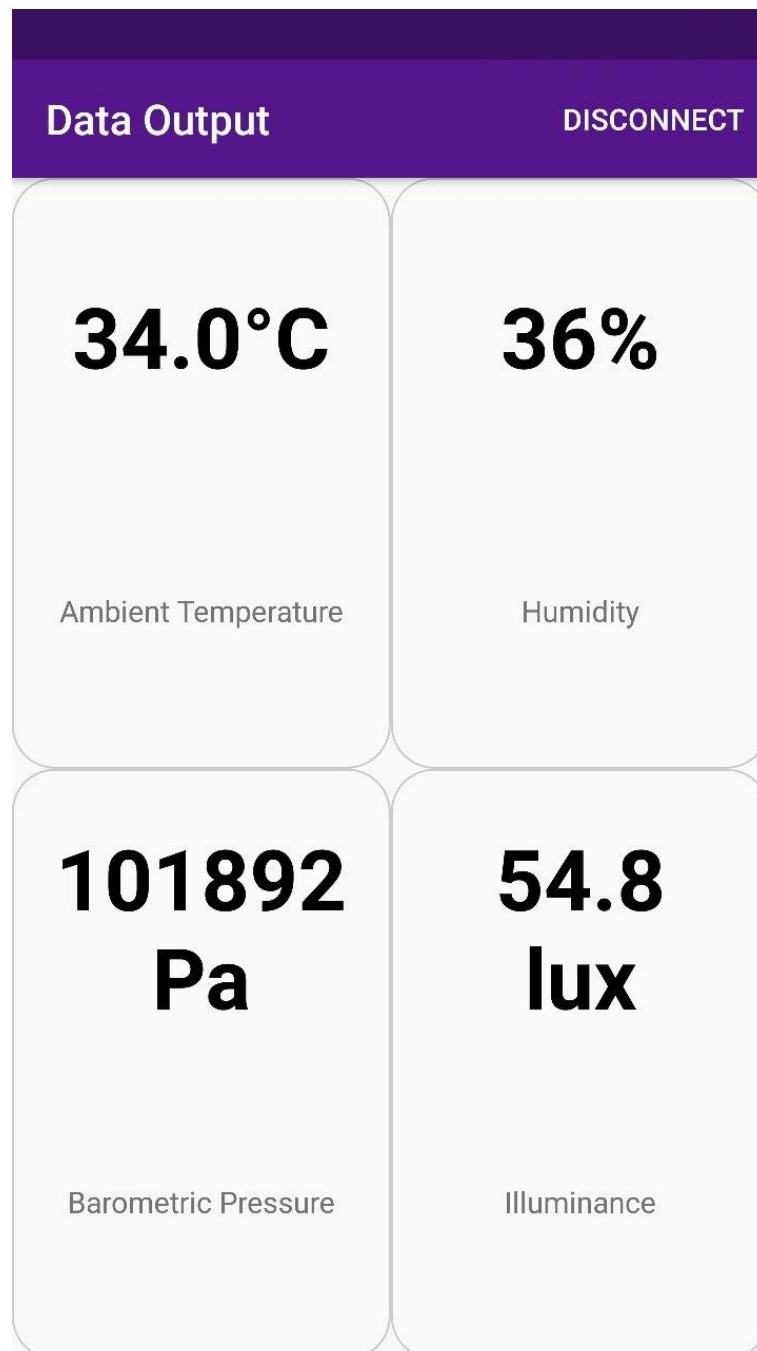 Data Output
DISCONNECT
34.0°C
36%
Ambient Temperature
Humidity
101892
Pa
54.8
lux
Barometric Pressure
Illuminance